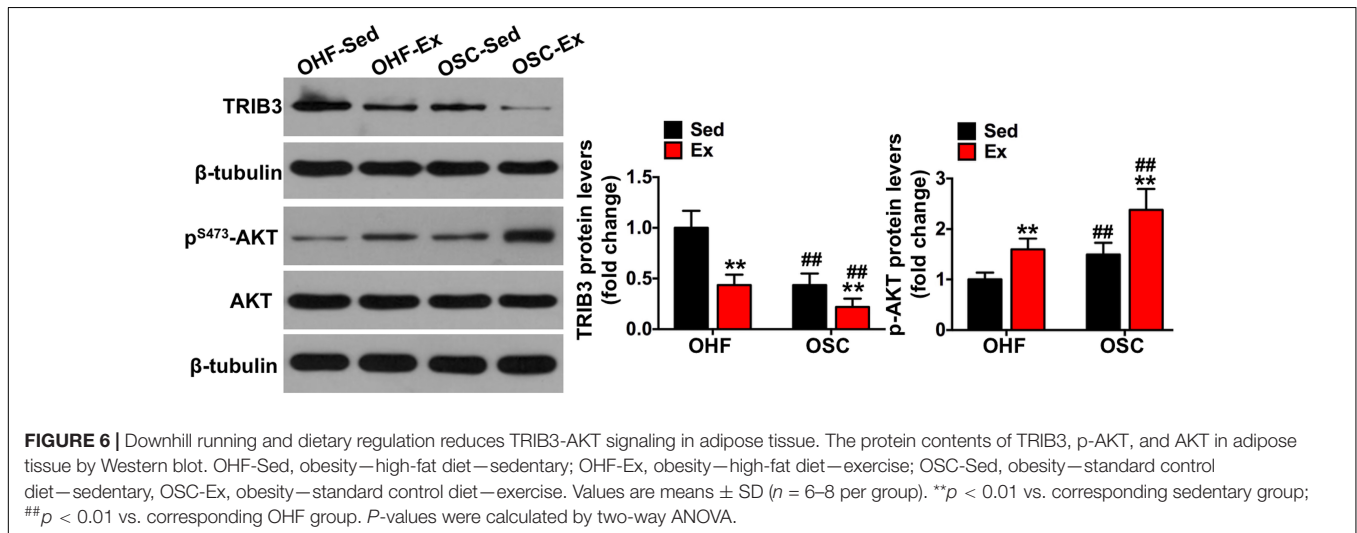 OHF-Sed OHF-Ex OSC-Sed OSC-Ex
TRIB3
β-tubulin
pS473-AKT
AKT
β-tubulin
TRIB3 protein levers
(fold change)
Sed
Ex
1.5
1.0
0.5
0.0
**
##
##
**
OHF OSC
p-AKT protein levers
(fold change)
Sed
Ex
3
2
1
0
**
##
##
**
OHF OSC
FIGURE 6 | Downhill running and dietary regulation reduces TRIB3-AKT signaling in adipose tissue. The protein contents of TRIB3, p-AKT, and AKT in adipose
tissue by Western blot. OHF-Sed, obesity—high-fat diet—sedentary; OHF-Ex, obesity—high-fat diet—exercise; OSC-Sed, obesity—standard control
diet—sedentary, OSC-Ex, obesity—standard control diet—exercise. Values are means ± SD (n = 6–8 per group). **p < 0.01 vs. corresponding sedentary group;
##p < 0.01 vs. corresponding OHF group. P-values were calculated by two-way ANOVA.